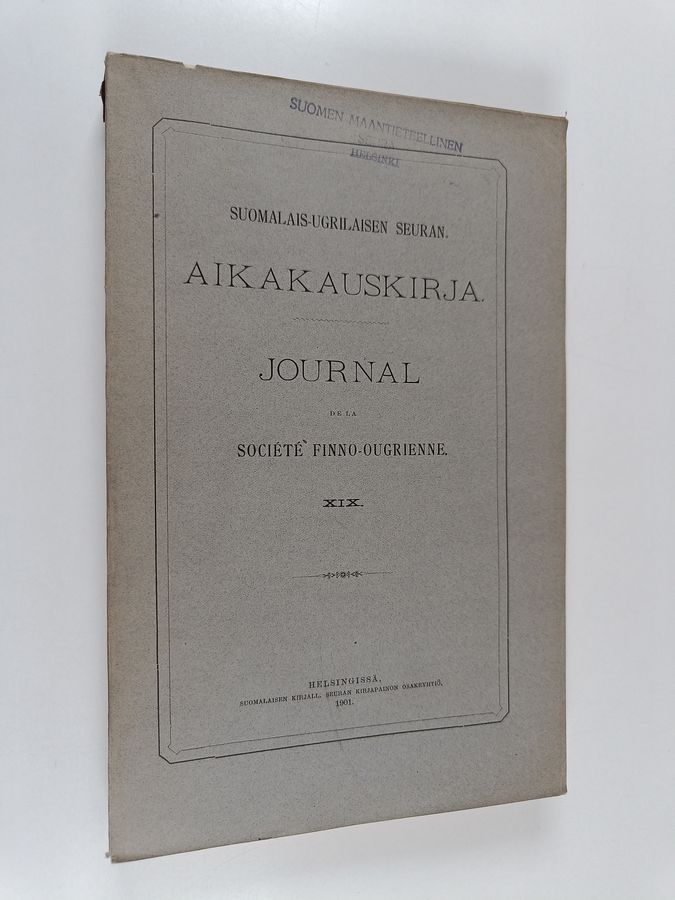 SUOMEN MAANTIETEELLINEN
SEURA
HELSINKI
SUOMALAIS-UGRILAISEN SEURAN.
AIKAKAUSKIRJA.
JOURNAL
DE LA
SOCIÉTÉ FINNO-OUGRIENNE.
XIX.
HELSINGISSÄ,
SUOMALAISEN KIRJALL. SEURAN KIRJAPAINON OSAKEYHTIÖ,
1901.